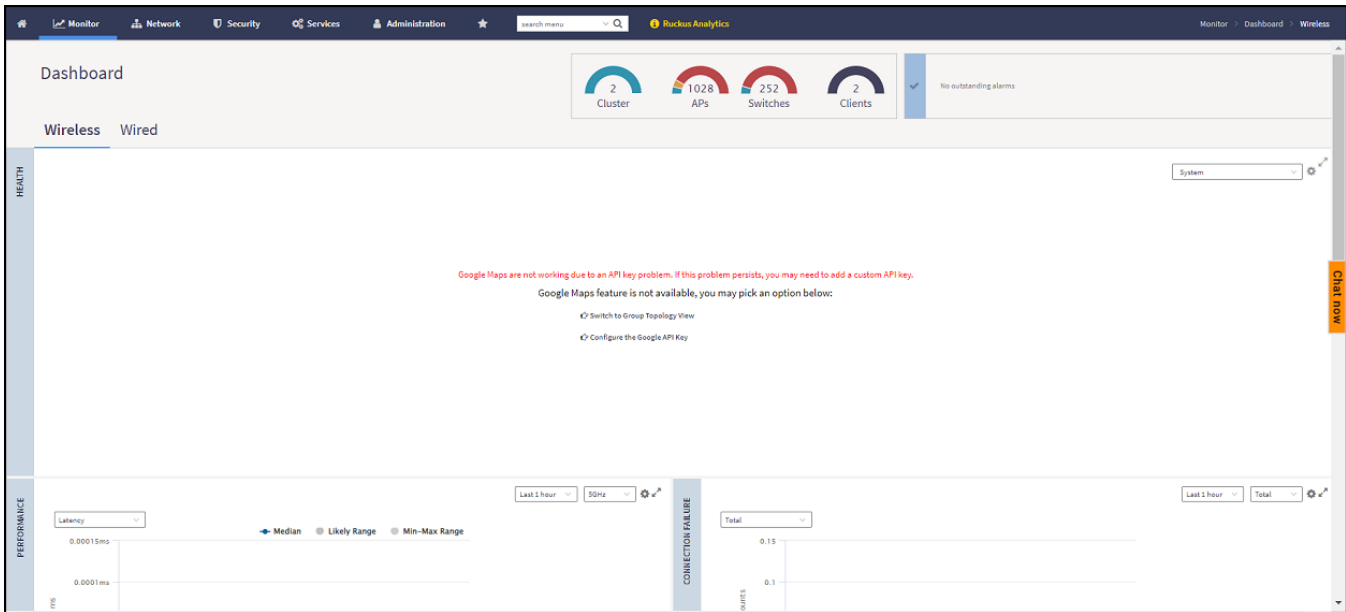 Monitor Network Security Services Administration search menu Ruckus Analytics Monitor > Dashboard > Wireless
Dashboard
2 Cluster
1028 APs
252 Switches
2 Clients
No outstanding alarms
Wireless Wired
HEALTH
System
Google Maps are not working due to an API key problem. If this problem persists, you may need to add a custom API key.
Google Maps feature is not available, you may pick an option below:
Switch to Group Topology View
Configure the Google API Key
Chat now
PERFORMANCE
Last 1 hour 5GHz
Latency
Median Likely Range Min-Max Range
0.00015ms
0.0001ms
ms
CONNECTION FAILURE
Last 1 hour Total
Total
0.15
0.1